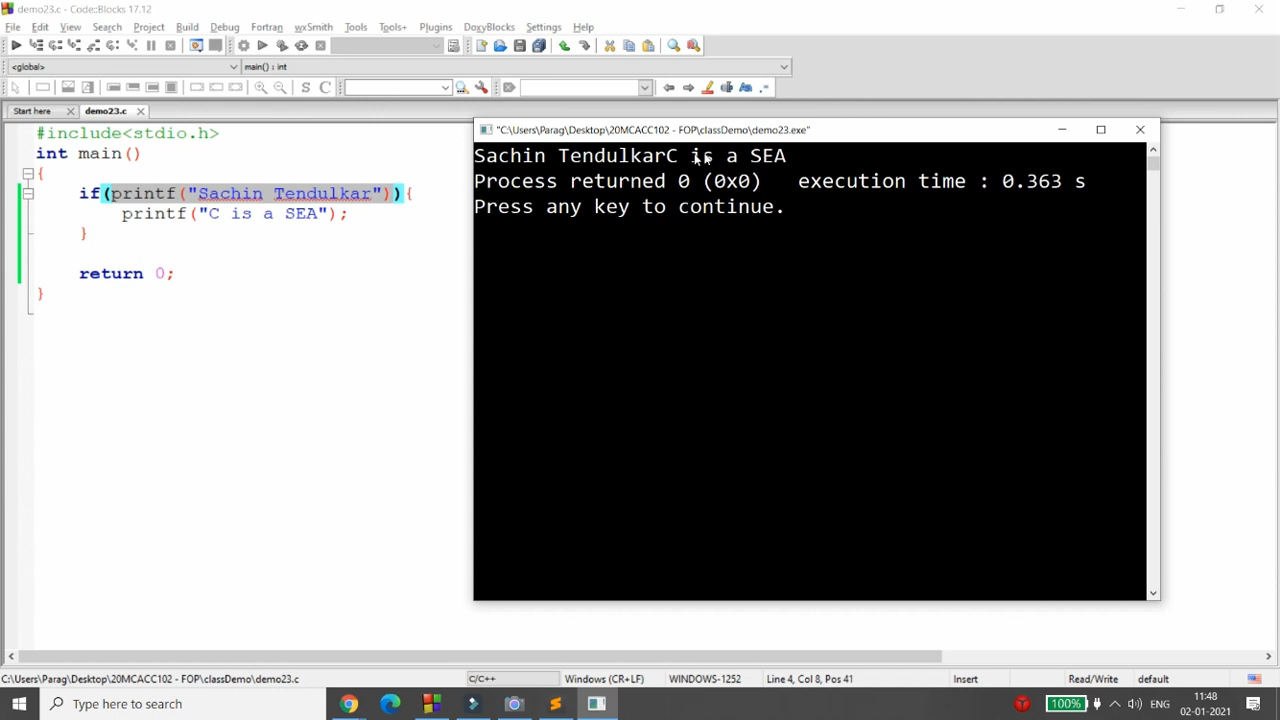 demo23.c - Code::Blocks 17.12
File Edit View Search Project Build Debug Fortran wxSmith Tools Tools+ Plugins DoxyBlocks Settings Help
<global> main() : int
S C
Start here demo23.c
#include<stdio.h>
int main()
{
if(printf("Sachin Tendulkar")){
printf("C is a SEA");
}
return 0;
}
"C:\Users\Parag\Desktop\20MCACC102 - FOP\classDemo\demo23.exe"
Sachin TendulkarC is a SEA
Process returned 0 (0x0) execution time : 0.363 s
Press any key to continue.
C:\Users\Parag\Desktop\20MCACC102 - FOP\classDemo\demo23.c C/C++ Windows (CR+LF) WINDOWS-1252 Line 4, Col 8, Pos 41 Insert Read/Write default
Type here to search 100% ENG 11:48
02-01-2021